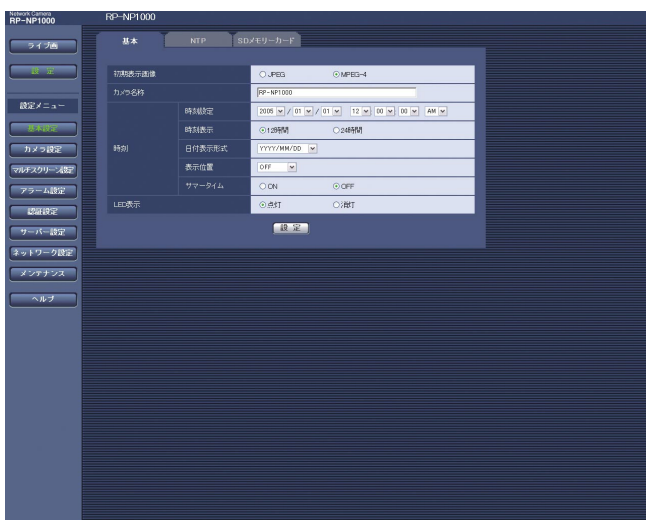 Network Camera
RP-NP1000
RP-NP1000
ライブ画
設 定
設定メニュー
基本設定
カメラ設定
マルチスクリーン設定
アラーム設定
認証設定
サーバー設定
ネットワーク設定
メンテナンス
ヘルプ
基本 NTP SDメモリーカード
初期表示画像 JPEG MPEG-4
カメラ名称 RP-NP1000
時刻
時刻設定 2005 / 01 / 01 12 00 00 AM
時刻表示 12時間 24時間
日付表示形式 YYYY/MM/DD
表示位置 OFF
サマータイム ON OFF
LED表示 点灯 消灯
設 定